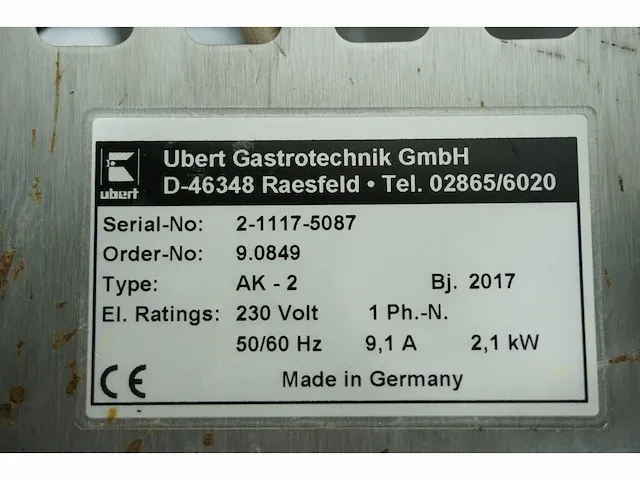 Ubert Gastrotechnik GmbH
ubert D-46348 Raesfeld • Tel. 02865/6020
Serial-No: 2-1117-5087
Order-No: 9.0849
Type: AK - 2 Bj. 2017
El. Ratings: 230 Volt 1 Ph.-N.
50/60 Hz 9,1 A 2,1 kW
CE Made in Germany